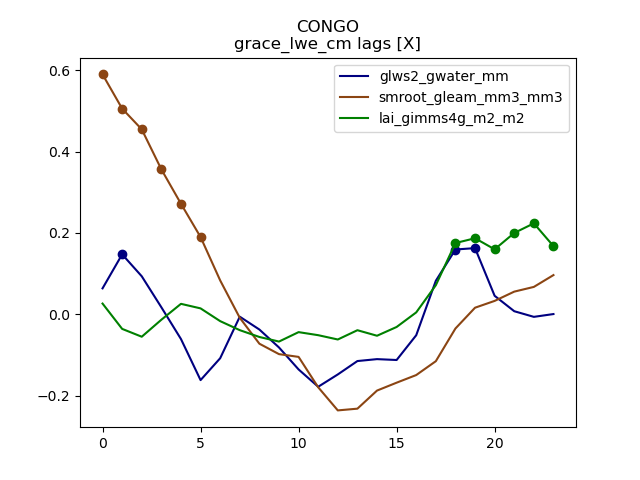 CONGO
grace_lwe_cm lags [X]
glws2_gwater_mm
smroot_gleam_mm3_mm3
lai_gimms4g_m2_m2
0.6
0.4
0.2
0.0
−0.2
0 5 10 15 20